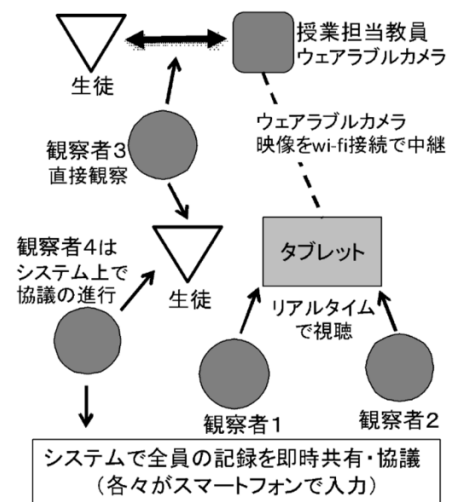 授業担当教員
ウェアラブルカメラ
生徒
ウェアラブルカメラ
映像をwi-fi接続で中継
観察者3
直接観察
観察者4は
システム上で
協議の進行
生徒
タブレット
リアルタイム
で視聴
観察者1
観察者2
システムで全員の記録を即時共有・協議
（各々がスマートフォンで入力）